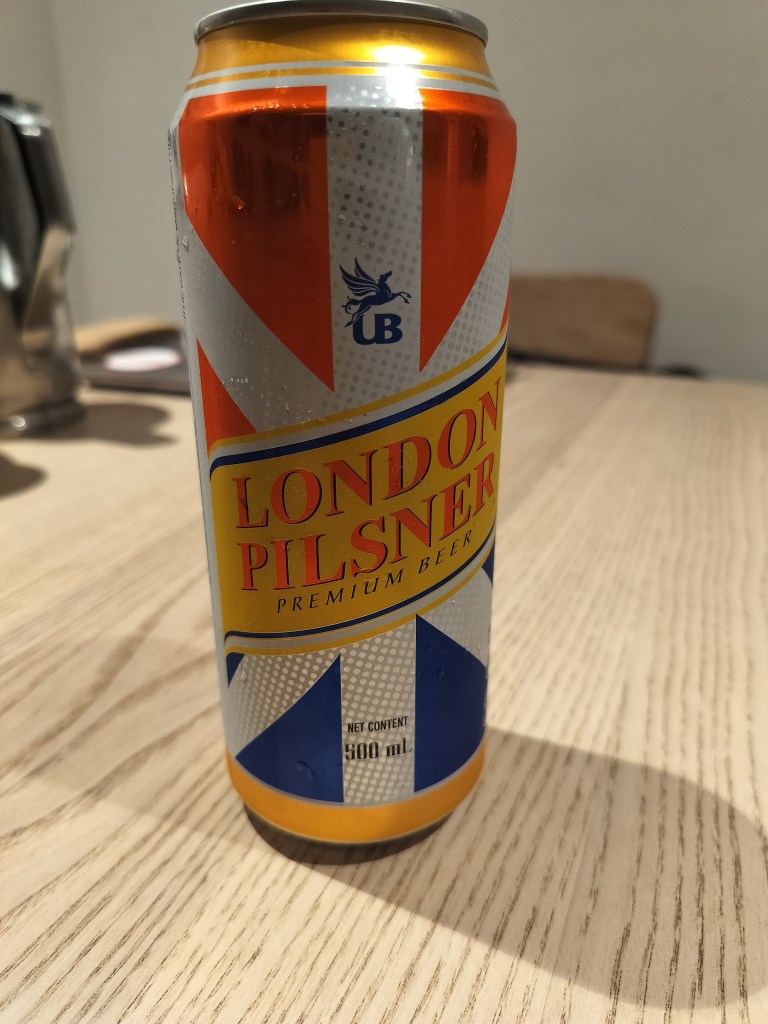 UB
LONDON
PILSNER
PREMIUM BEER
NET CONTENT
500 mL